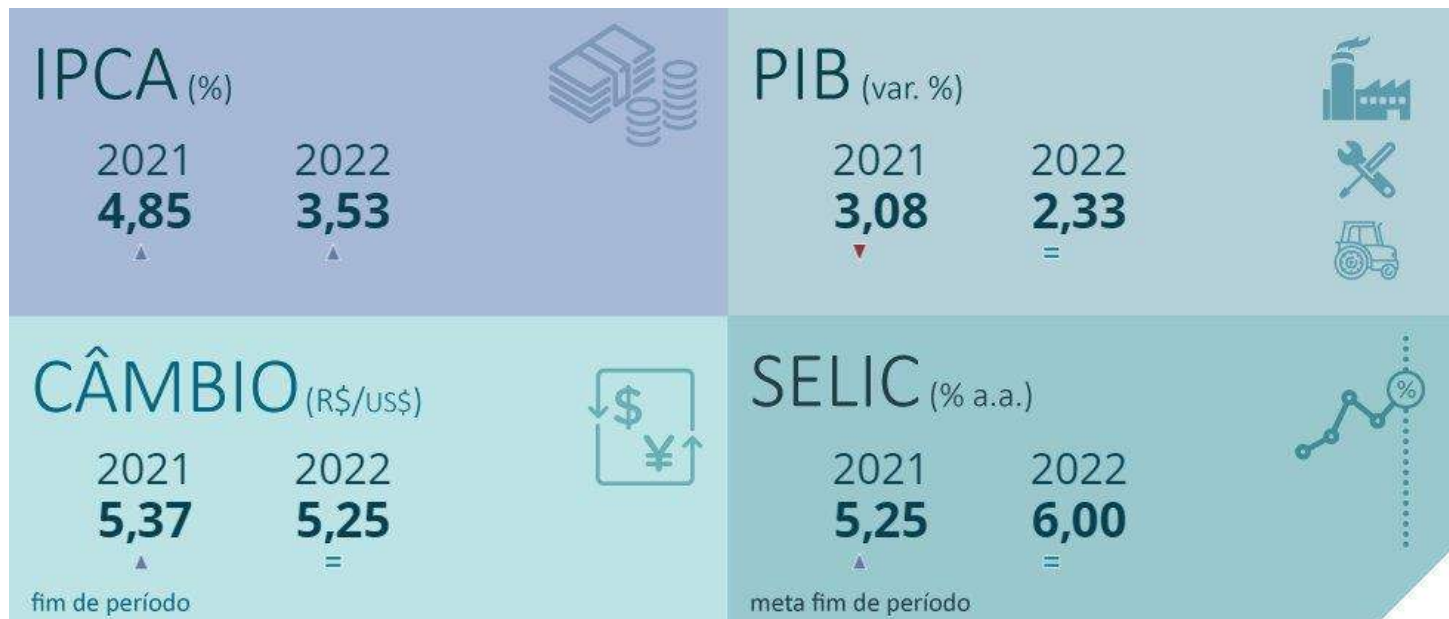 IPCA (%)
2021 2022
4,85 3,53
▲ ▲
PIB (var. %)
2021 2022
3,08 2,33
▼ =
CÂMBIO (R$/US$)
$
¥
2021 2022
5,37 5,25
▲ =
fim de período
SELIC (% a.a.)
%
2021 2022
5,25 6,00
▲ =
meta fim de período